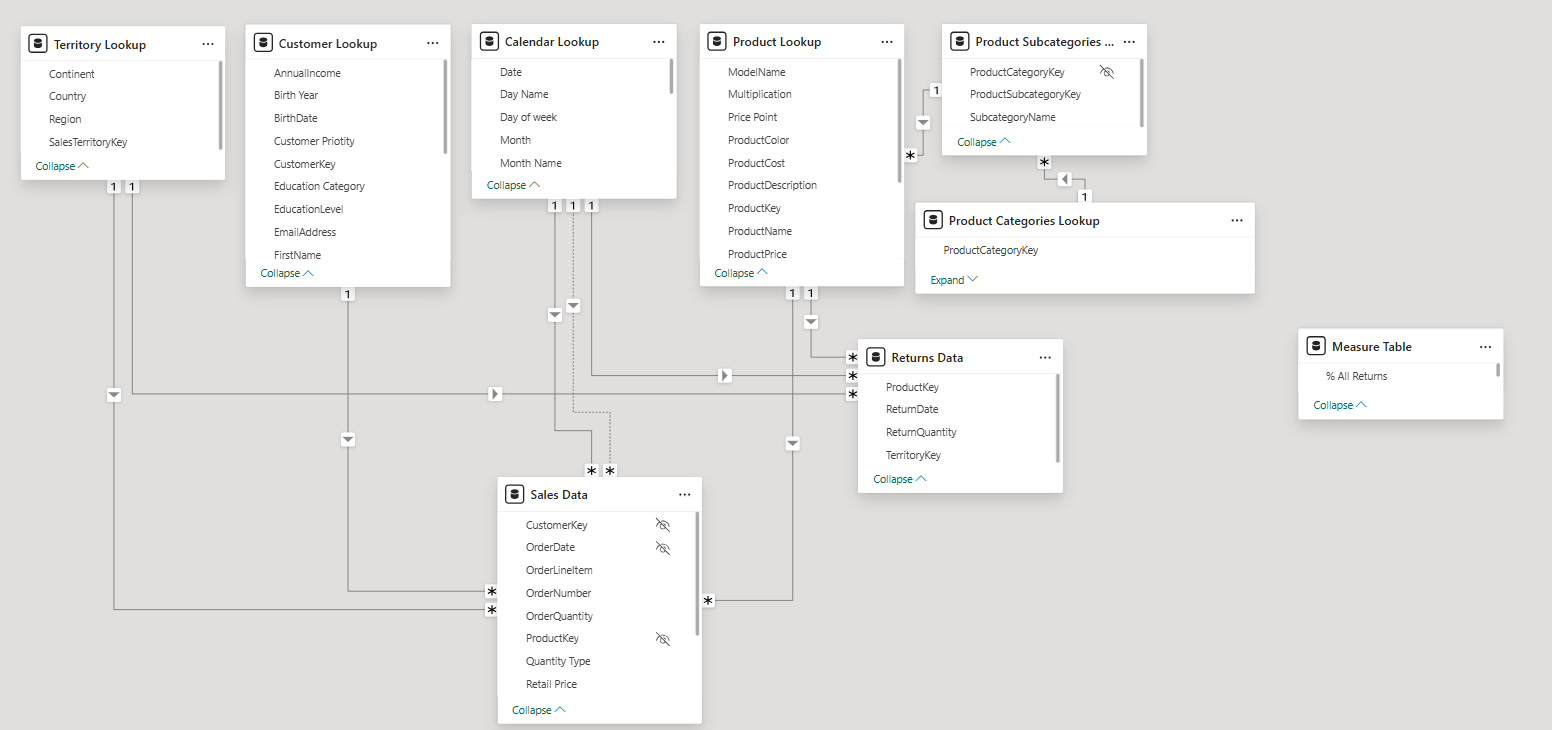 Territory Lookup
Continent
Country
Region
SalesTerritoryKey
Collapse
Customer Lookup
AnnualIncome
Birth Year
BirthDate
Customer Priotity
CustomerKey
Education Category
EducationLevel
EmailAddress
FirstName
Collapse
Calendar Lookup
Date
Day Name
Day of week
Month
Month Name
Collapse
Product Lookup
ModelName
Multiplication
Price Point
ProductColor
ProductCost
ProductDescription
ProductKey
ProductName
ProductPrice
Collapse
Product Subcategories ...
ProductCategoryKey
ProductSubcategoryKey
SubcategoryName
Collapse
1
*
*
1
Product Categories Lookup
ProductCategoryKey
Expand
1 1
1
1 1 1
1 1
Returns Data
ProductKey
ReturnDate
ReturnQuantity
TerritoryKey
Collapse
*
*
*
Measure Table
% All Returns
Collapse
* *
Sales Data
CustomerKey
OrderDate
OrderLineItem
OrderNumber
OrderQuantity
ProductKey
Quantity Type
Retail Price
Collapse
*
*
*